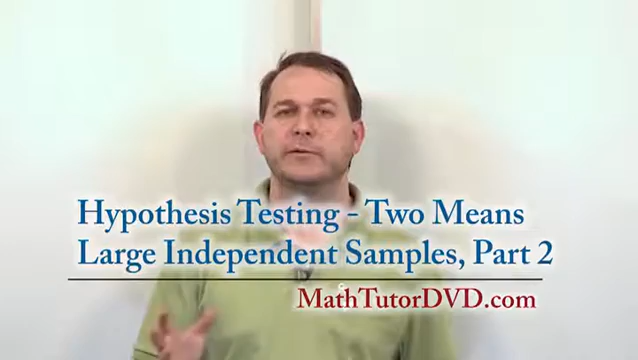 Hypothesis Testing - Two Means
Large Independent Samples, Part 2
MathTutorDVD.com